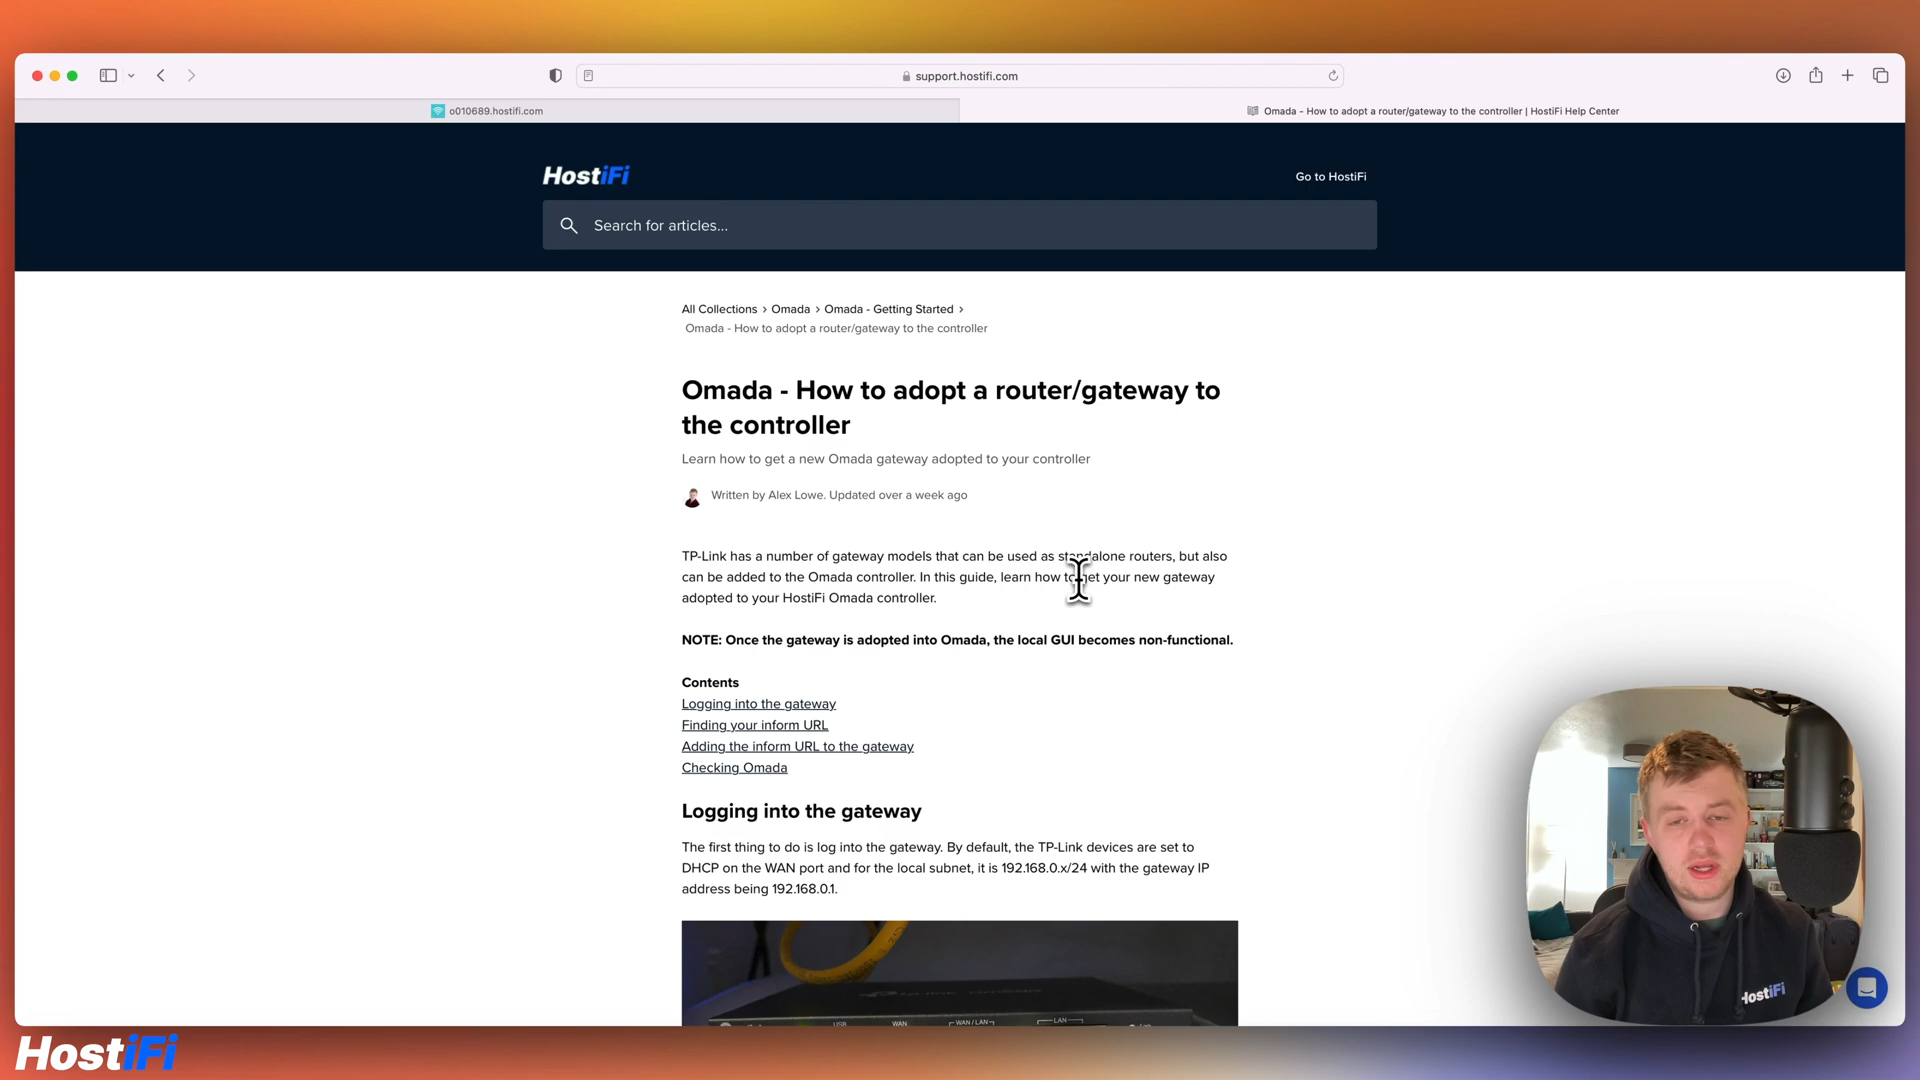 support.hostifi.com
o010689.hostifi.com
Omada - How to adopt a router/gateway to the controller | HostiFi Help Center
HostiFi
Go to HostiFi
Search for articles...
All Collections > Omada > Omada - Getting Started >
Omada - How to adopt a router/gateway to the controller
Omada - How to adopt a router/gateway to
the controller
Learn how to get a new Omada gateway adopted to your controller
Written by Alex Lowe. Updated over a week ago
TP-Link has a number of gateway models that can be used as standalone routers, but also
can be added to the Omada controller. In this guide, learn how to get your new gateway
adopted to your HostiFi Omada controller.
NOTE: Once the gateway is adopted into Omada, the local GUI becomes non-functional.
Contents
Logging into the gateway
Finding your inform URL
Adding the inform URL to the gateway
Checking Omada
Logging into the gateway
The first thing to do is log into the gateway. By default, the TP-Link devices are set to
DHCP on the WAN port and for the local subnet, it is 192.168.0.x/24 with the gateway IP
address being 192.168.0.1.
USB WAN WAN / LAN LAN
HostiFi
HostiFi